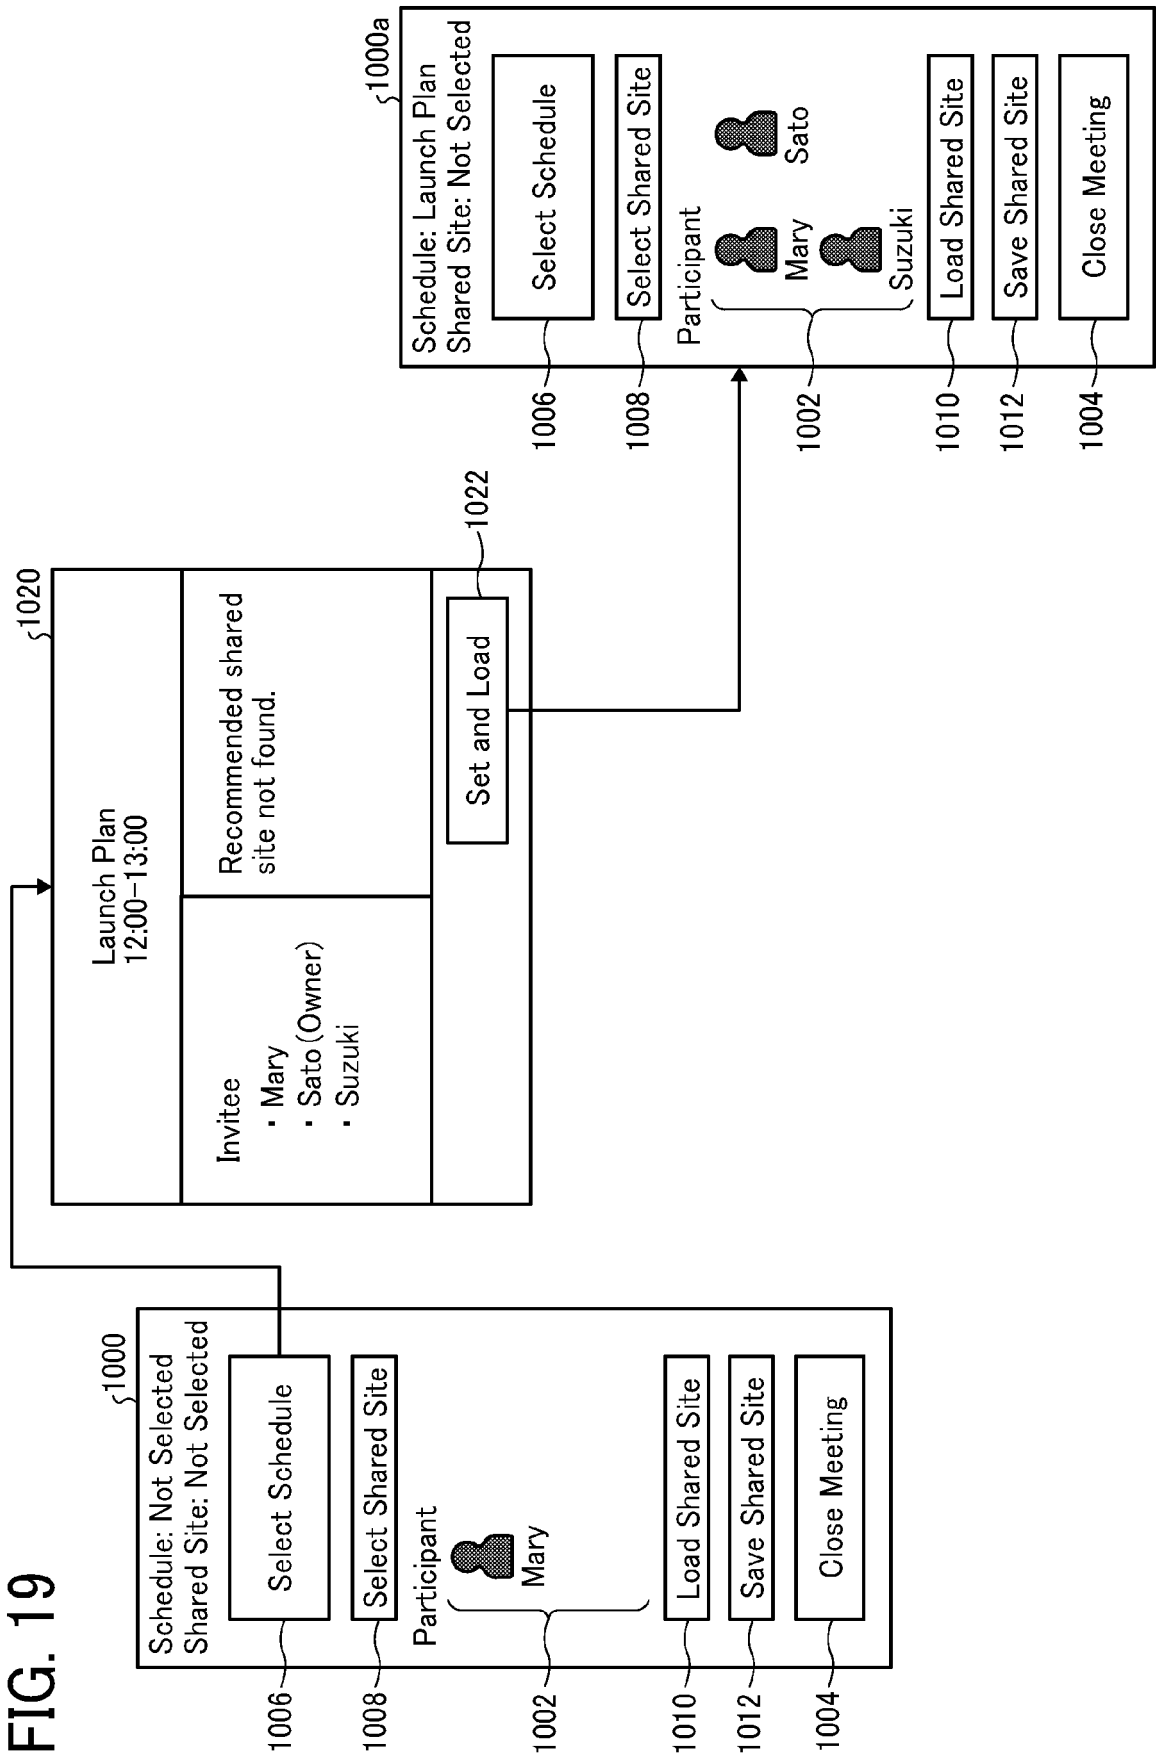 FIG. 19
1000
Schedule: Not Selected
Shared Site: Not Selected
Select Schedule
1006
Select Shared Site
1008
Participant
Mary
1002
Load Shared Site
1010
Save Shared Site
1012
Close Meeting
1004
1020
Launch Plan
12:00-13:00
Invitee
・Mary
・Sato(Owner)
・Suzuki
Recommended shared
site not found.
Set and Load
1022
1000a
Schedule: Launch Plan
Shared Site: Not Selected
Select Schedule
1006
Select Shared Site
1008
Participant
Mary
Sato
Suzuki
1002
Load Shared Site
1010
Save Shared Site
1012
Close Meeting
1004